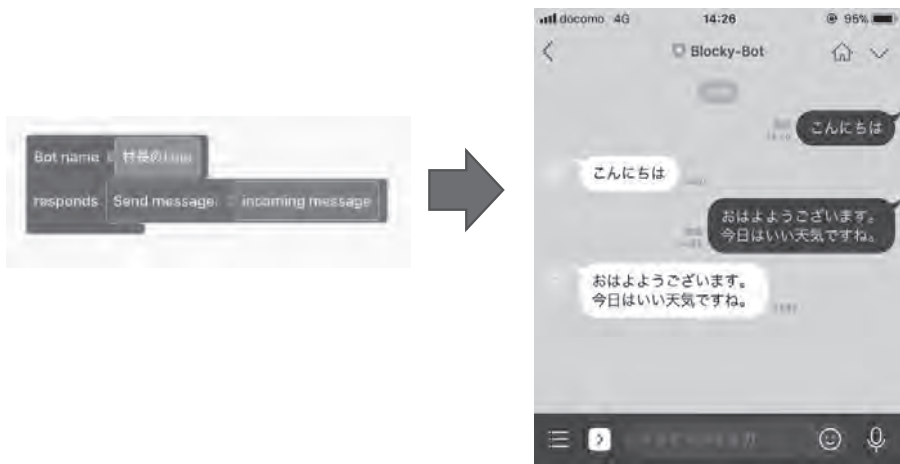 Bot name
responds Send message incoming message
docomo 4G 14:26 95%
Blocky-Bot
こんにちは
こんにちは
おはよようございます。
今日はいい天気ですね。
おはよようございます。
今日はいい天気ですね。